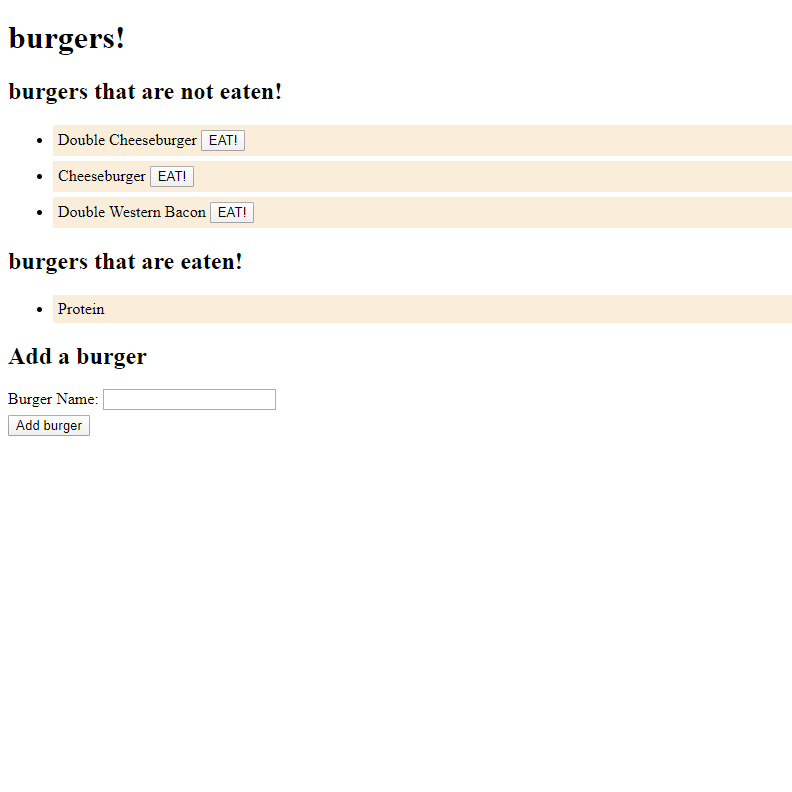 burgers!
burgers that are not eaten!
Double Cheeseburger EAT!
Cheeseburger EAT!
Double Western Bacon EAT!
burgers that are eaten!
Protein
Add a burger
Burger Name:
Add burger